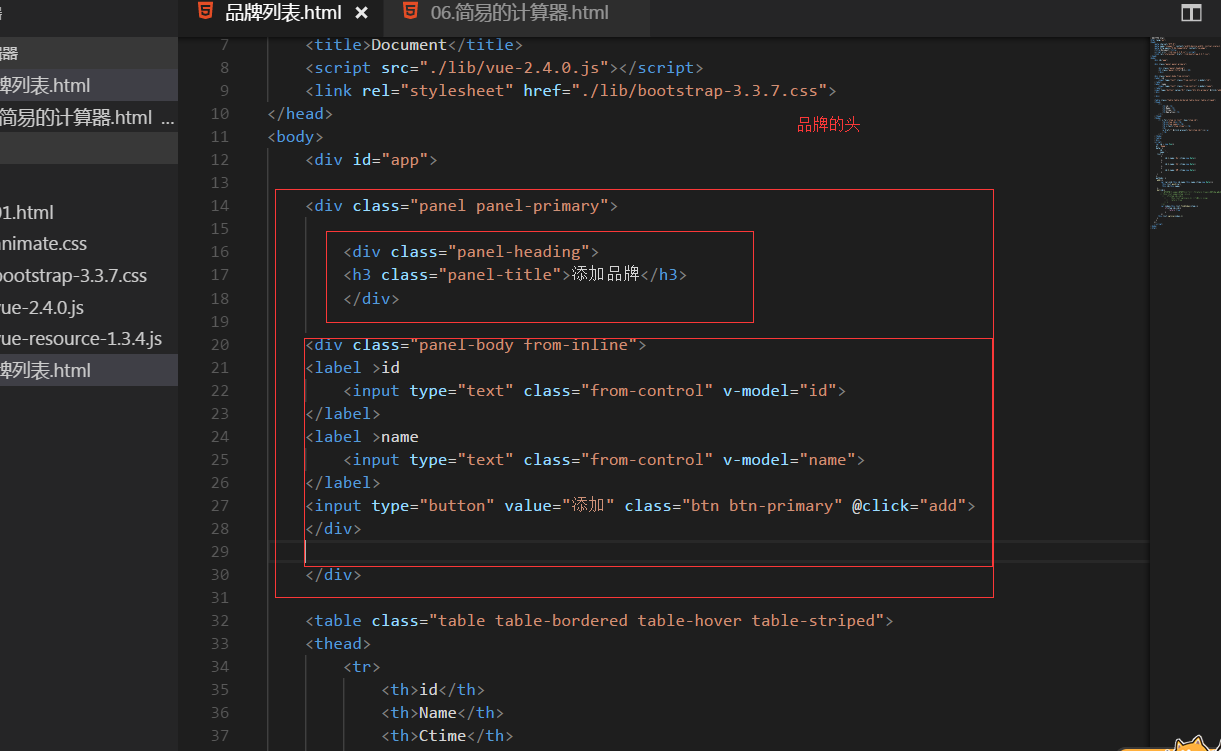 品牌列表.html ×
06.简易的计算器.html
器
牌列表.html
简易的计算器.html ...
01.html
animate.css
bootstrap-3.3.7.css
vue-2.4.0.js
vue-resource-1.3.4.js
牌列表.html
7 <title>Document</title>
8 <script src="./lib/vue-2.4.0.js"></script>
9 <link rel="stylesheet" href="./lib/bootstrap-3.3.7.css">
10 </head>
品牌的头
11 <body>
12 <div id="app">
13
14 <div class="panel panel-primary">
15
16 <div class="panel-heading">
17 <h3 class="panel-title">添加品牌</h3>
18 </div>
19
20 <div class="panel-body from-inline">
21 <label >id
22 <input type="text" class="from-control" v-model="id">
23 </label>
24 <label >name
25 <input type="text" class="from-control" v-model="name">
26 </label>
27 <input type="button" value="添加" class="btn btn-primary" @click="add">
28 </div>
29
30 </div>
31
32 <table class="table table-bordered table-hover table-striped">
33 <thead>
34 <tr>
35 <th>id</th>
36 <th>Name</th>
37 <th>Ctime</th>